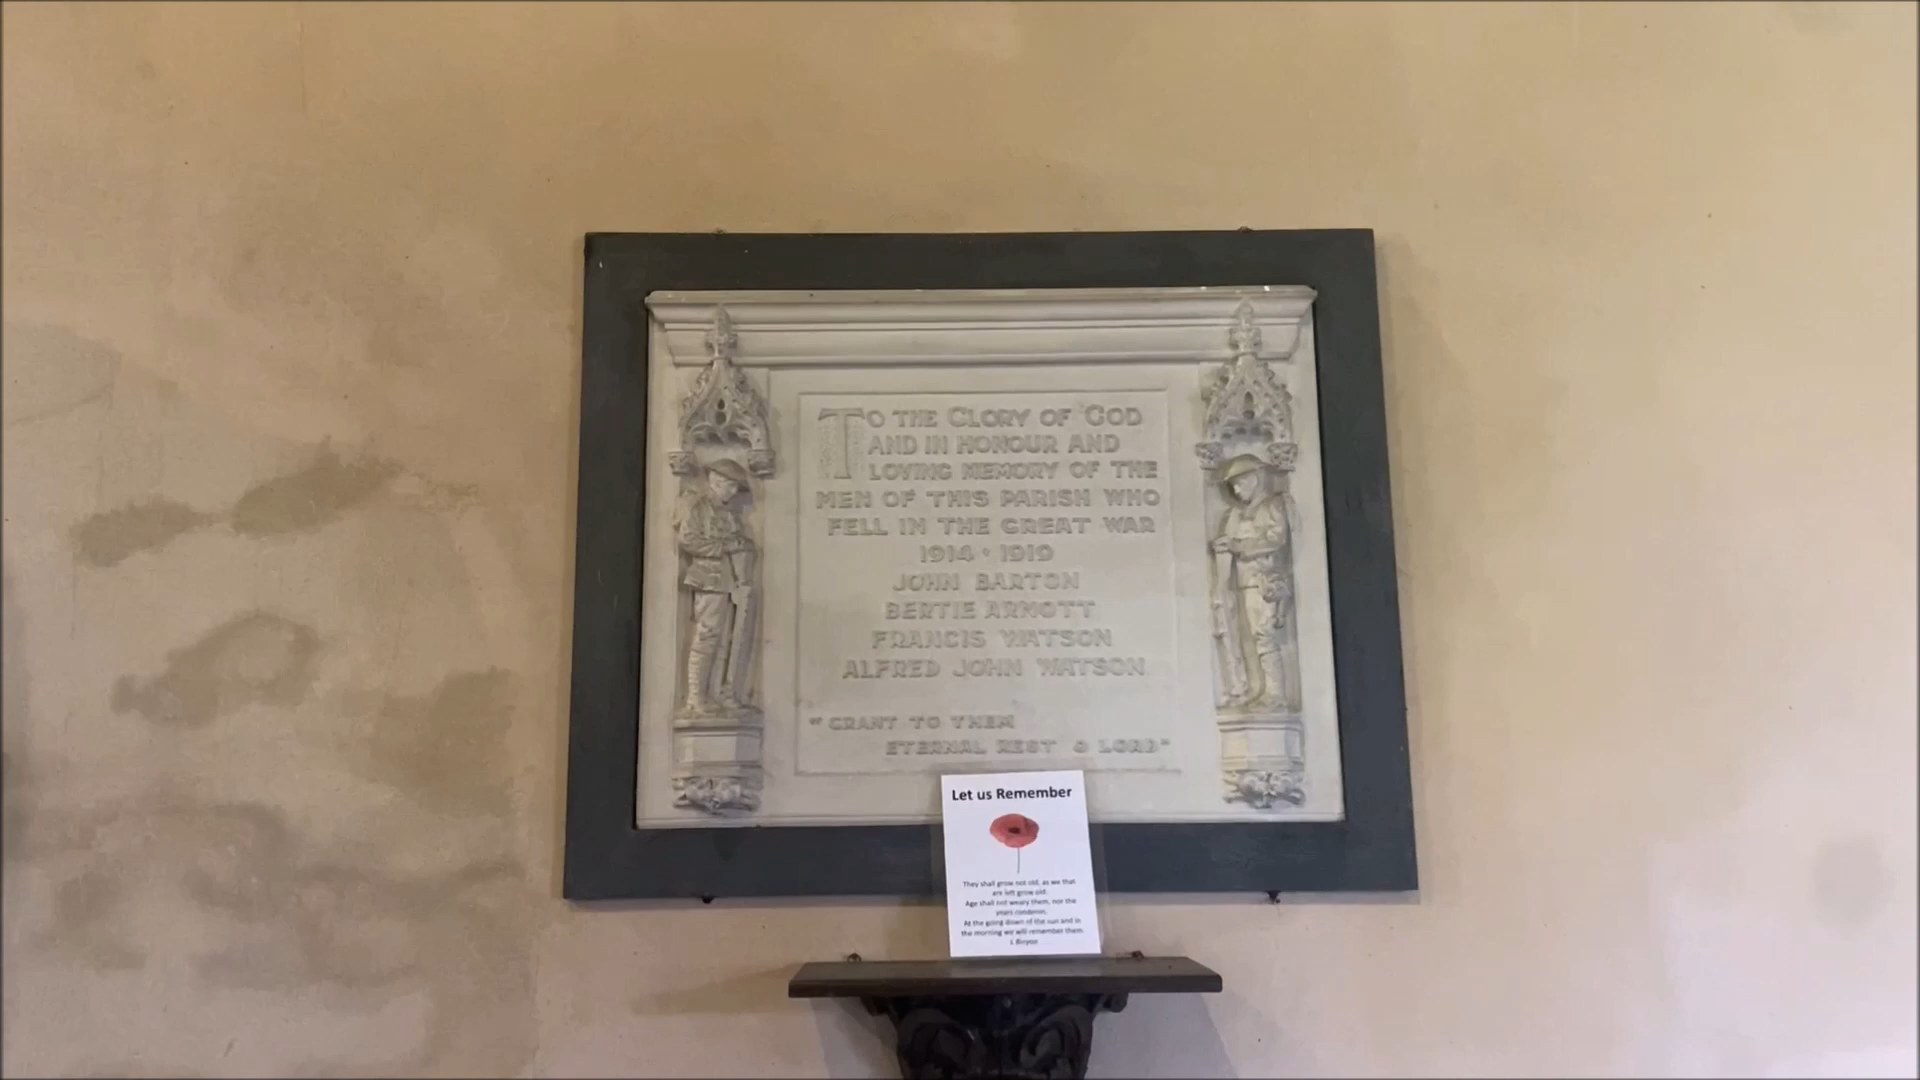 TO THE GLORY OF GOD
AND IN HONOUR AND
LOVING MEMORY OF THE
MEN OF THIS PARISH WHO
FELL IN THE GREAT WAR
1914 · 1919
JOHN BARTON
BERTIE ARNOTT
FRANCIS WATSON
ALFRED JOHN WATSON
"GRANT TO THEM
ETERNAL REST O LORD"
Let us Remember
They shall grow not old, as we that
are left grow old.
Age shall not weary them, nor the
years condemn.
At the going down of the sun and in
the morning we will remember them.
L Binyon